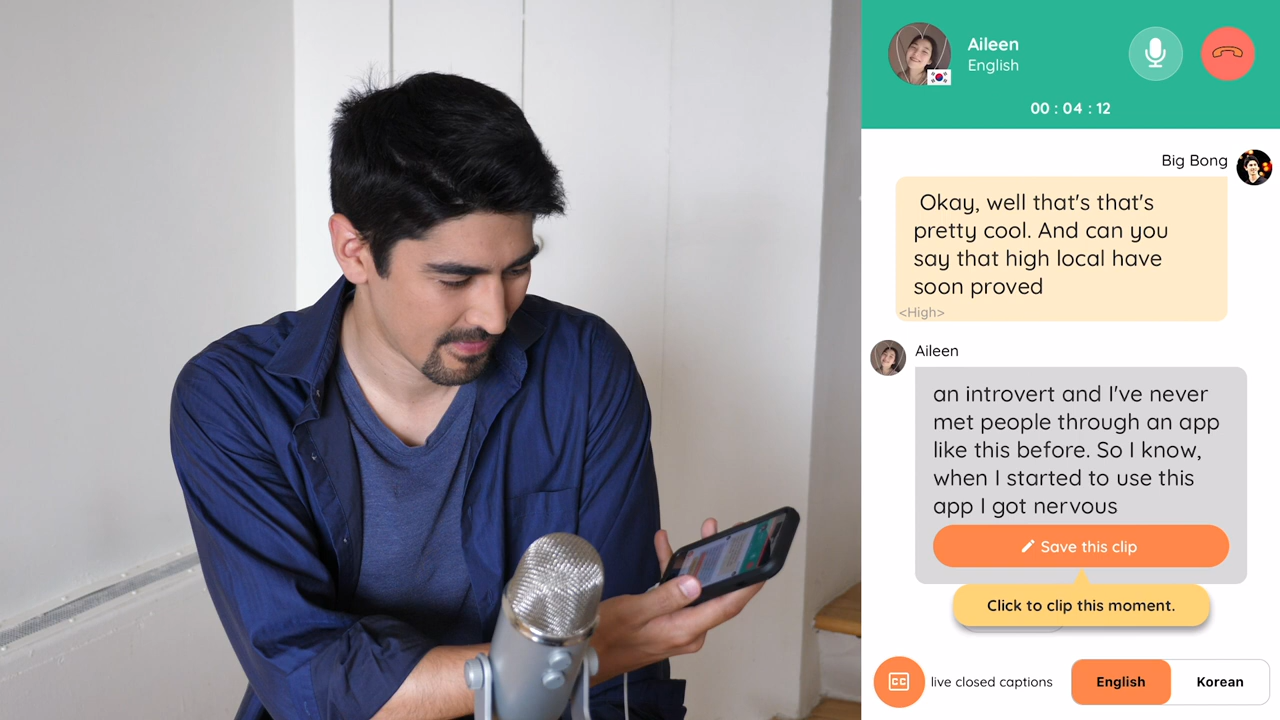 Aileen
English
00 : 04 : 12
Big Bong
Okay, well that's that's
pretty cool. And can you
say that high local have
soon proved
<High>
Aileen
an introvert and I've never
met people through an app
like this before. So I know,
when I started to use this
app I got nervous
Save this clip
Click to clip this moment.
CC
live closed captions
English
Korean